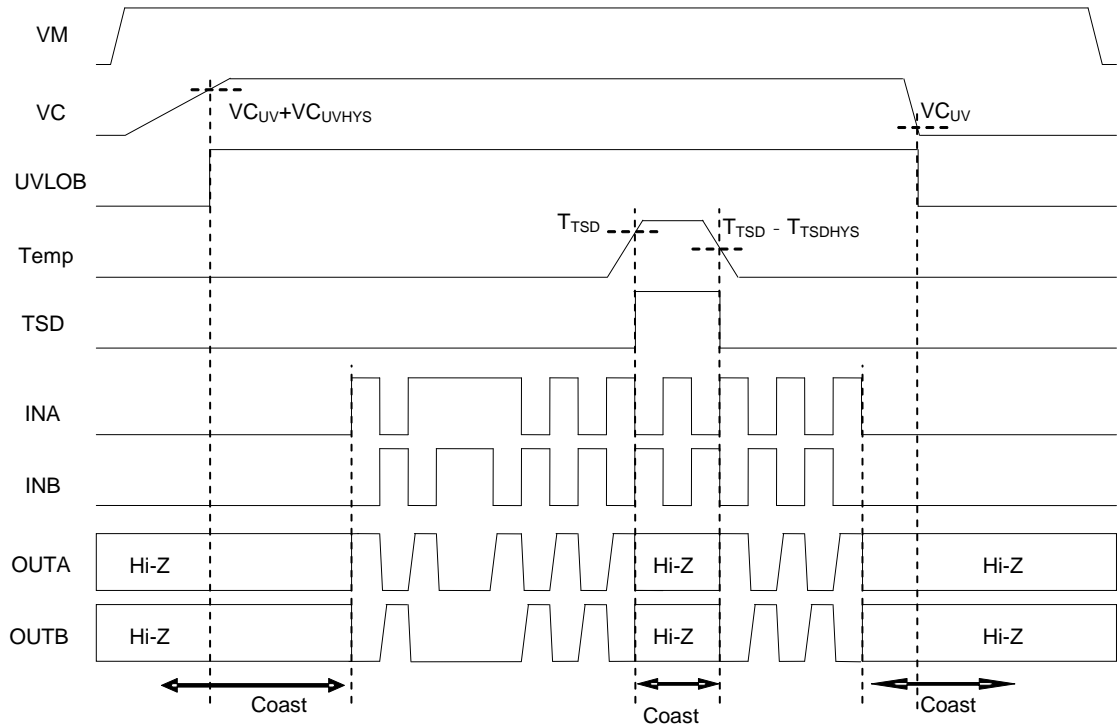 VM
VC
VCUV+VCUVHYS
VCUV
UVLOB
TTSD
TTSD - TTSDHYS
Temp
TSD
INA
INB
OUTA
Hi-Z
Hi-Z
Hi-Z
OUTB
Hi-Z
Hi-Z
Hi-Z
Coast
Coast
Coast